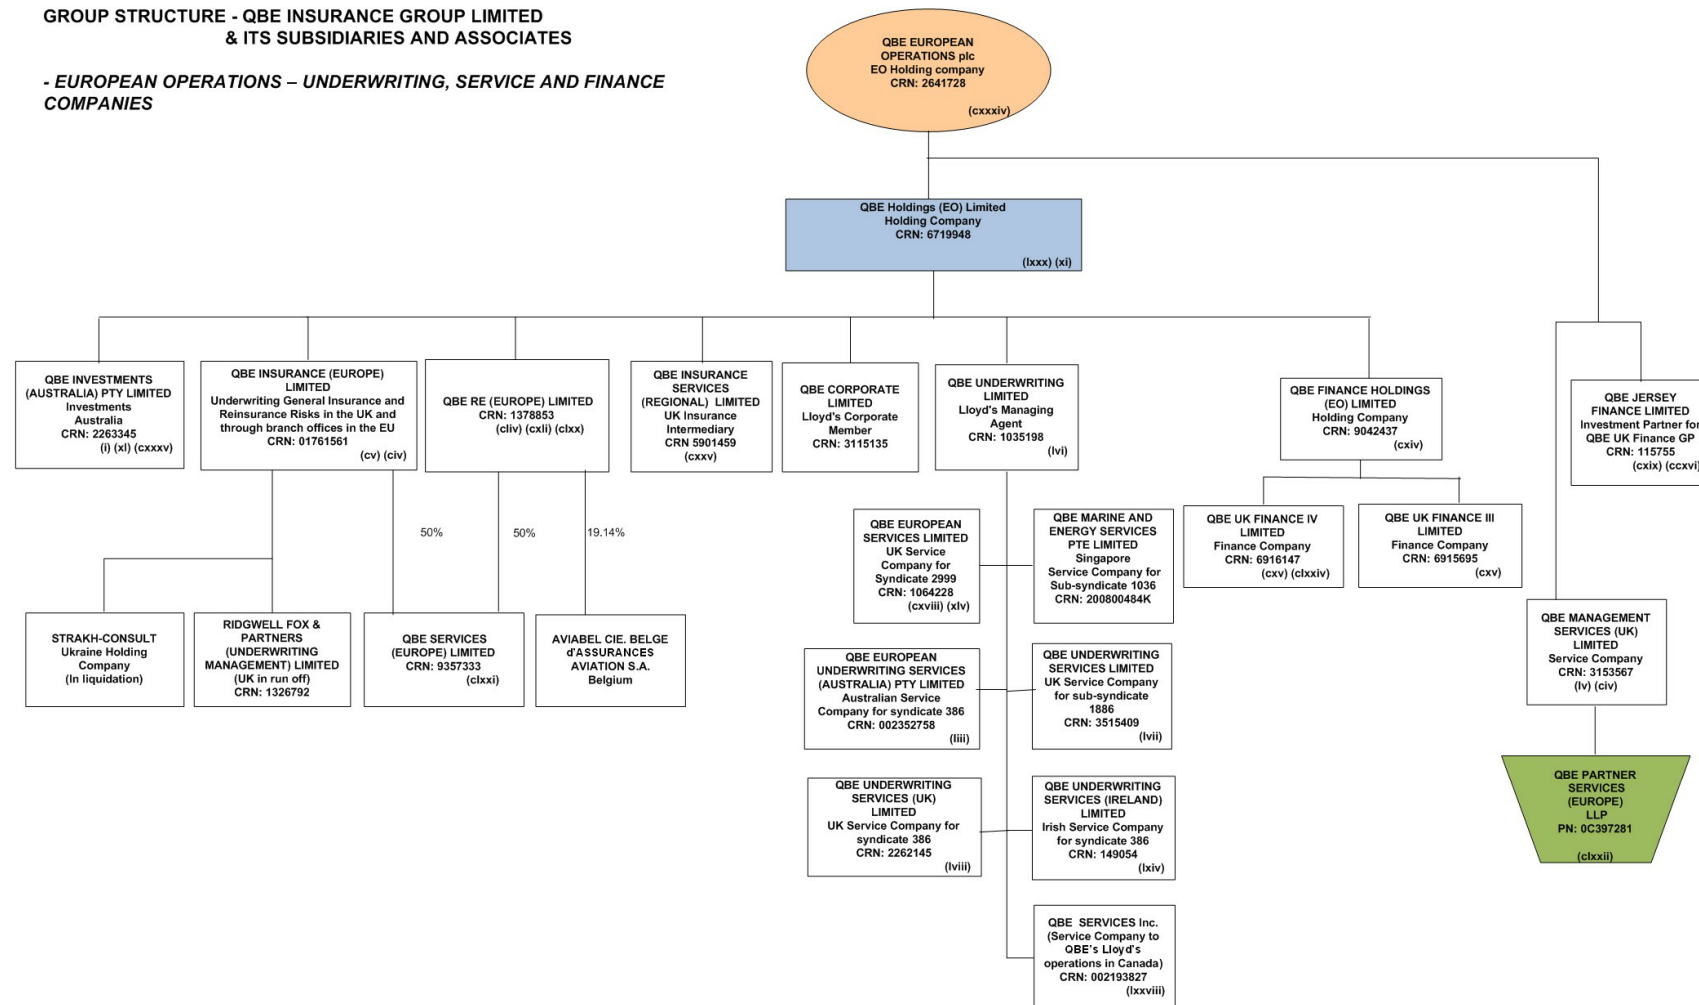 GROUP STRUCTURE - QBE INSURANCE GROUP LIMITED
& ITS SUBSIDIARIES AND ASSOCIATES
- EUROPEAN OPERATIONS – UNDERWRITING, SERVICE AND FINANCE
COMPANIES
QBE EUROPEAN
OPERATIONS plc
EO Holding company
CRN: 2641728
(cxxxiv)
QBE Holdings (EO) Limited
Holding Company
CRN: 6719948
(lxxx) (xi)
QBE INVESTMENTS
(AUSTRALIA) PTY LIMITED
Investments
Australia
CRN: 2263345
(i) (xl) (cxxxv)
QBE INSURANCE (EUROPE)
LIMITED
Underwriting General Insurance and
Reinsurance Risks in the UK and
through branch offices in the EU
CRN: 01761561
(cv) (civ)
QBE RE (EUROPE) LIMITED
CRN: 1378853
(cliv) (cxli) (clxx)
QBE INSURANCE
SERVICES
(REGIONAL) LIMITED
UK Insurance
Intermediary
CRN 5901459
(cxxv)
QBE CORPORATE
LIMITED
Lloyd's Corporate
Member
CRN: 3115135
QBE UNDERWRITING
LIMITED
Lloyd's Managing
Agent
CRN: 1035198
(lvi)
QBE FINANCE HOLDINGS
(EO) LIMITED
Holding Company
CRN: 9042437
(cxiv)
QBE JERSEY
FINANCE LIMITED
Investment Partner for
QBE UK Finance GP
CRN: 115755
(cxix) (ccxvi)
50%
50%
19.14%
STRAKH-CONSULT
Ukraine Holding
Company
(In liquidation)
RIDGWELL FOX &
PARTNERS
(UNDERWRITING
MANAGEMENT) LIMITED
(UK in run off)
CRN: 1326792
QBE SERVICES
(EUROPE) LIMITED
CRN: 9357333
(clxxi)
AVIABEL CIE. BELGE
d'ASSURANCES
AVIATION S.A.
Belgium
QBE EUROPEAN
SERVICES LIMITED
UK Service
Company for
Syndicate 2999
CRN: 1064228
(cxviii) (xlv)
QBE MARINE AND
ENERGY SERVICES
PTE LIMITED
Singapore
Service Company for
Sub-syndicate 1036
CRN: 200800484K
QBE UK FINANCE IV
LIMITED
Finance Company
CRN: 6916147
(cxv) (clxxiv)
QBE UK FINANCE III
LIMITED
Finance Company
CRN: 6915695
(cxv)
QBE EUROPEAN
UNDERWRITING SERVICES
(AUSTRALIA) PTY LIMITED
Australian Service
Company for syndicate 386
CRN: 002352758
(liii)
QBE UNDERWRITING
SERVICES LIMITED
UK Service Company
for sub-syndicate
1886
CRN: 3515409
(lvii)
QBE MANAGEMENT
SERVICES (UK)
LIMITED
Service Company
CRN: 3153567
(lv) (civ)
QBE UNDERWRITING
SERVICES (UK)
LIMITED
UK Service Company for
syndicate 386
CRN: 2262145
(lviii)
QBE UNDERWRITING
SERVICES (IRELAND)
LIMITED
Irish Service Company
for syndicate 386
CRN: 149054
(lxiv)
QBE PARTNER
SERVICES
(EUROPE)
LLP
PN: 0C397281
(clxxii)
QBE SERVICES Inc.
(Service Company to
QBE's Lloyd's
operations in Canada)
CRN: 002193827
(lxxviii)